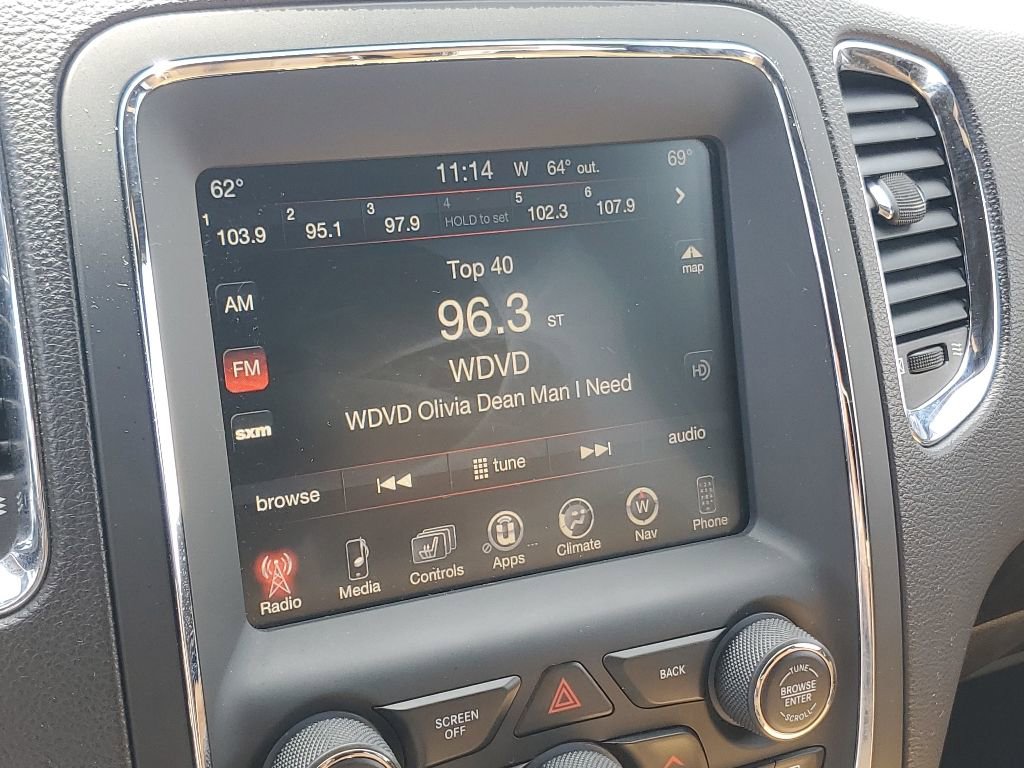 62° 11:14 W 64° out. 69°
1 103.9 2 95.1 3 97.9 4 HOLD to set 5 102.3 6 107.9
Top 40
map
AM
96.3 ST
FM
WDVD
HD
WDVD Olivia Dean Man I Need
sxm
browse tune audio
Radio Media Controls Apps Climate W Nav Phone
SCREEN OFF
BACK
TUNE
BROWSE
ENTER
SCROLL